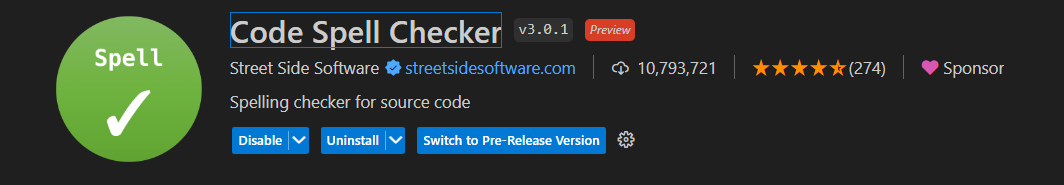 Spell
Code Spell Checker v3.0.1 Preview
Street Side Software streetsidesoftware.com 10,793,721 (274) Sponsor
Spelling checker for source code
Disable Uninstall Switch to Pre-Release Version